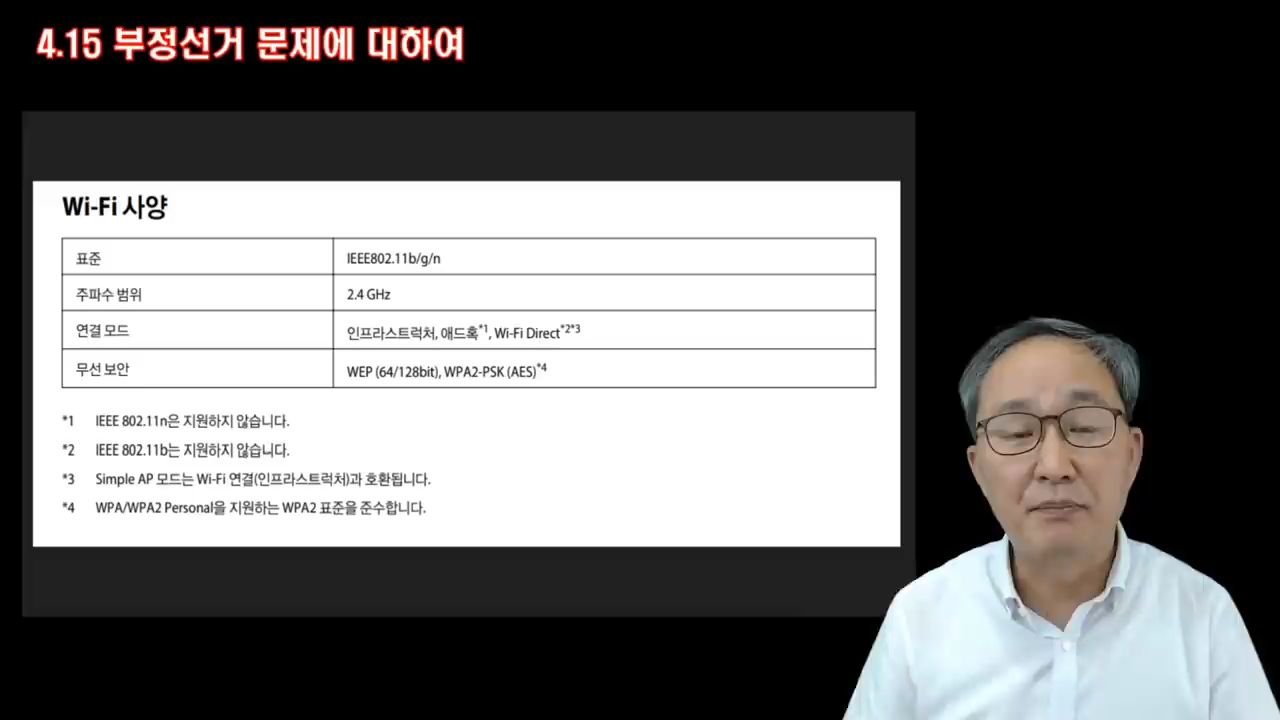 4.15 부정선거 문제에 대하여
Wi-Fi 사양
표준 IEEE802.11b/g/n
주파수 범위 2.4 GHz
연결 모드 인프라스트럭처, 애드혹*1, Wi-Fi Direct*2*3
무선 보안 WEP (64/128bit), WPA2-PSK (AES)*4
*1 IEEE 802.11n은 지원하지 않습니다.
*2 IEEE 802.11b는 지원하지 않습니다.
*3 Simple AP 모드는 Wi-Fi 연결(인프라스트럭처)과 호환됩니다.
*4 WPA/WPA2 Personal을 지원하는 WPA2 표준을 준수합니다.